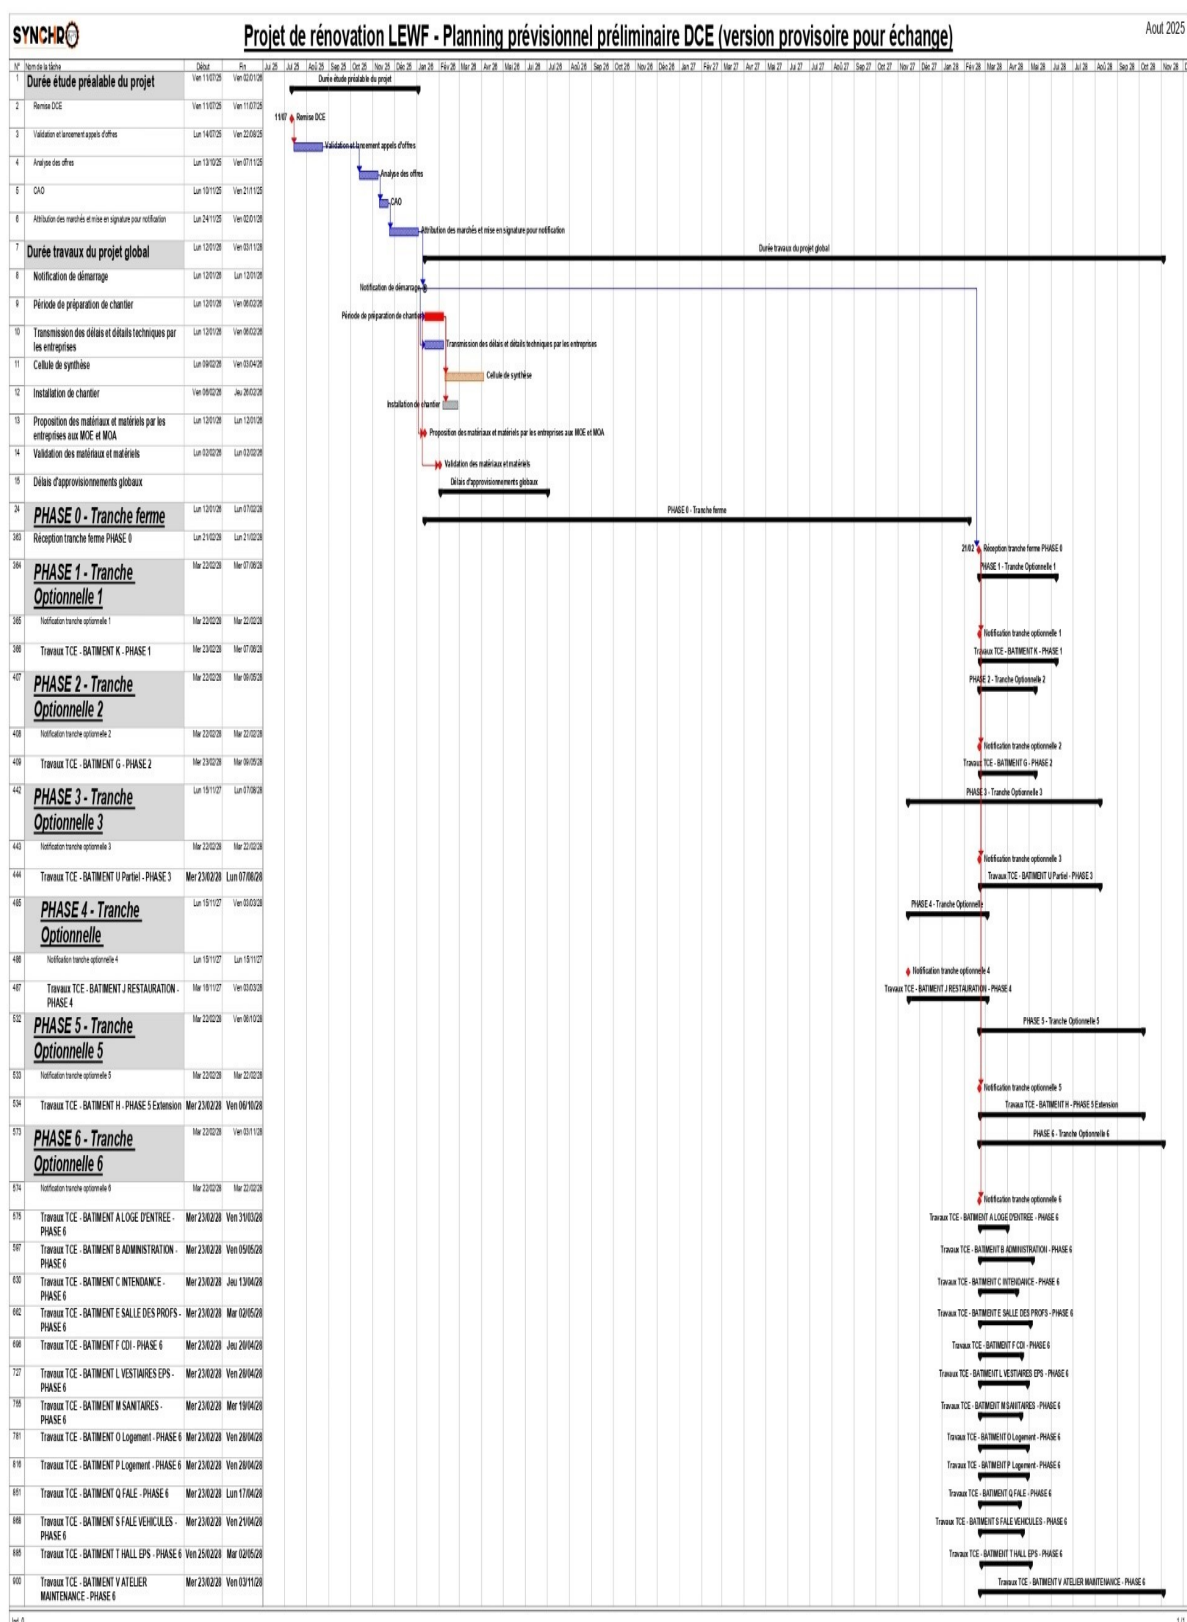 SYNCHRO
Projet de rénovation LEWF - Planning prévisionnel préliminaire DCE (version provisoire pour échange)
Aout 2025
N° Nom de la tâche Début Fin
1 Durée étude préalable du projet Ven 11/07/25 Ven 02/01/26
Durée étude préalable du projet
2 Remise DCE Ven 11/07/25 Ven 11/07/25
11/07 Remise DCE
3 Validation et lancement appels d'offres Lun 14/07/25 Ven 22/08/25
Validation et lancement appels d'offres
4 Analyse des offres Lun 13/10/25 Ven 07/11/25
Analyse des offres
5 CAO Lun 10/11/25 Ven 21/11/25
CAO
6 Attribution des marchés et mise en signature pour notification Lun 24/11/25 Ven 02/01/26
Attribution des marchés et mise en signature pour notification
7 Durée travaux du projet global Lun 12/01/26 Ven 03/11/28
Durée travaux du projet global
8 Notification de démarrage Lun 12/01/26 Lun 12/01/26
Notification de démarrage
9 Période de préparation de chantier Lun 12/01/26 Ven 06/02/26
Période de préparation de chantier
10 Transmission des délais et détails techniques par
les entreprises
Lun 12/01/26 Ven 06/02/26
Transmission des délais et détails techniques par les entreprises
11 Cellule de synthèse Lun 09/02/26 Ven 03/04/26
Cellule de synthèse
12 Installation de chantier Ven 06/02/26 Jeu 26/02/26
Installation de chantier
13 Proposition des matériaux et matériels par les
entreprises aux MOE et MOA
Lun 12/01/26 Lun 12/01/26
Proposition des matériaux et matériels par les entreprises aux MOE et MOA
14 Validation des matériaux et matériels Lun 02/02/26 Lun 02/02/26
Validation des matériaux et matériels
15 Délais d'approvisionnements globaux
Délais d'approvisionnements globaux
24 PHASE 0 - Tranche ferme Lun 12/01/26 Lun 07/02/28
PHASE 0 - Tranche ferme
363 Réception tranche ferme PHASE 0 Lun 21/02/28 Lun 21/02/28
21/02 Réception tranche ferme PHASE 0
364 PHASE 1 - Tranche
Optionnelle 1
Mar 22/02/28 Mer 07/06/28
PHASE 1 - Tranche Optionnelle 1
365 Notification tranche optionnelle 1 Mar 22/02/28 Mar 22/02/28
Notification tranche optionnelle 1
366 Travaux TCE - BATIMENT K - PHASE 1 Mer 23/02/28 Mer 07/06/28
Travaux TCE - BATIMENT K - PHASE 1
407 PHASE 2 - Tranche
Optionnelle 2
Mar 22/02/28 Mar 09/05/28
PHASE 2 - Tranche Optionnelle 2
408 Notification tranche optionnelle 2 Mar 22/02/28 Mar 22/02/28
Notification tranche optionnelle 2
409 Travaux TCE - BATIMENT G - PHASE 2 Mer 23/02/28 Mar 09/05/28
Travaux TCE - BATIMENT G - PHASE 2
442 PHASE 3 - Tranche
Optionnelle 3
Lun 15/11/27 Lun 07/08/28
PHASE 3 - Tranche Optionnelle 3
443 Notification tranche optionnelle 3 Mar 22/02/28 Mar 22/02/28
Notification tranche optionnelle 3
444 Travaux TCE - BATIMENT U Partiel - PHASE 3 Mer 23/02/28 Lun 07/08/28
Travaux TCE - BATIMENT U Partiel - PHASE 3
485 PHASE 4 - Tranche
Optionnelle
Lun 15/11/27 Ven 03/03/28
PHASE 4 - Tranche Optionnelle
486 Notification tranche optionnelle 4 Lun 15/11/27 Lun 15/11/27
Notification tranche optionnelle 4
487 Travaux TCE - BATIMENT J RESTAURATION -
PHASE 4
Mar 16/11/27 Ven 03/03/28
Travaux TCE - BATIMENT J RESTAURATION - PHASE 4
532 PHASE 5 - Tranche
Optionnelle 5
Mar 22/02/28 Ven 06/10/28
PHASE 5 - Tranche Optionnelle 5
533 Notification tranche optionnelle 5 Mar 22/02/28 Mar 22/02/28
Notification tranche optionnelle 5
534 Travaux TCE - BATIMENT H - PHASE 5 Extension Mer 23/02/28 Ven 06/10/28
Travaux TCE - BATIMENT H - PHASE 5 Extension
573 PHASE 6 - Tranche
Optionnelle 6
Mar 22/02/28 Ven 03/11/28
PHASE 6 - Tranche Optionnelle 6
574 Notification tranche optionnelle 6 Mar 22/02/28 Mar 22/02/28
Notification tranche optionnelle 6
575 Travaux TCE - BATIMENT A LOGE D'ENTREE -
PHASE 6
Mer 23/02/28 Ven 31/03/28
Travaux TCE - BATIMENT A LOGE D'ENTREE - PHASE 6
597 Travaux TCE - BATIMENT B ADMINISTRATION -
PHASE 6
Mer 23/02/28 Ven 05/05/28
Travaux TCE - BATIMENT B ADMINISTRATION - PHASE 6
630 Travaux TCE - BATIMENT C INTENDANCE -
PHASE 6
Mer 23/02/28 Jeu 13/04/28
Travaux TCE - BATIMENT C INTENDANCE - PHASE 6
662 Travaux TCE - BATIMENT E SALLE DES PROFS -
PHASE 6
Mer 23/02/28 Mar 02/05/28
Travaux TCE - BATIMENT E SALLE DES PROFS - PHASE 6
696 Travaux TCE - BATIMENT F CDI - PHASE 6 Mer 23/02/28 Jeu 20/04/28
Travaux TCE - BATIMENT F CDI - PHASE 6
727 Travaux TCE - BATIMENT L VESTIAIRES EPS -
PHASE 6
Mer 23/02/28 Ven 28/04/28
Travaux TCE - BATIMENT L VESTIAIRES EPS - PHASE 6
755 Travaux TCE - BATIMENT M SANITAIRES -
PHASE 6
Mer 23/02/28 Mer 19/04/28
Travaux TCE - BATIMENT M SANITAIRES - PHASE 6
781 Travaux TCE - BATIMENT O Logement - PHASE 6 Mer 23/02/28 Ven 28/04/28
Travaux TCE - BATIMENT O Logement - PHASE 6
816 Travaux TCE - BATIMENT P Logement - PHASE 6 Mer 23/02/28 Ven 28/04/28
Travaux TCE - BATIMENT P Logement - PHASE 6
851 Travaux TCE - BATIMENT Q FALE - PHASE 6 Mer 23/02/28 Lun 17/04/28
Travaux TCE - BATIMENT Q FALE - PHASE 6
868 Travaux TCE - BATIMENT S FALE VEHICULES -
PHASE 6
Mer 23/02/28 Ven 21/04/28
Travaux TCE - BATIMENT S FALE VEHICULES - PHASE 6
885 Travaux TCE - BATIMENT T HALL EPS - PHASE 6 Ven 25/02/28 Mar 02/05/28
Travaux TCE - BATIMENT T HALL EPS - PHASE 6
900 Travaux TCE - BATIMENT V ATELIER
MAINTENANCE - PHASE 6
Mer 23/02/28 Ven 03/11/28
Travaux TCE - BATIMENT V ATELIER MAINTENANCE - PHASE 6